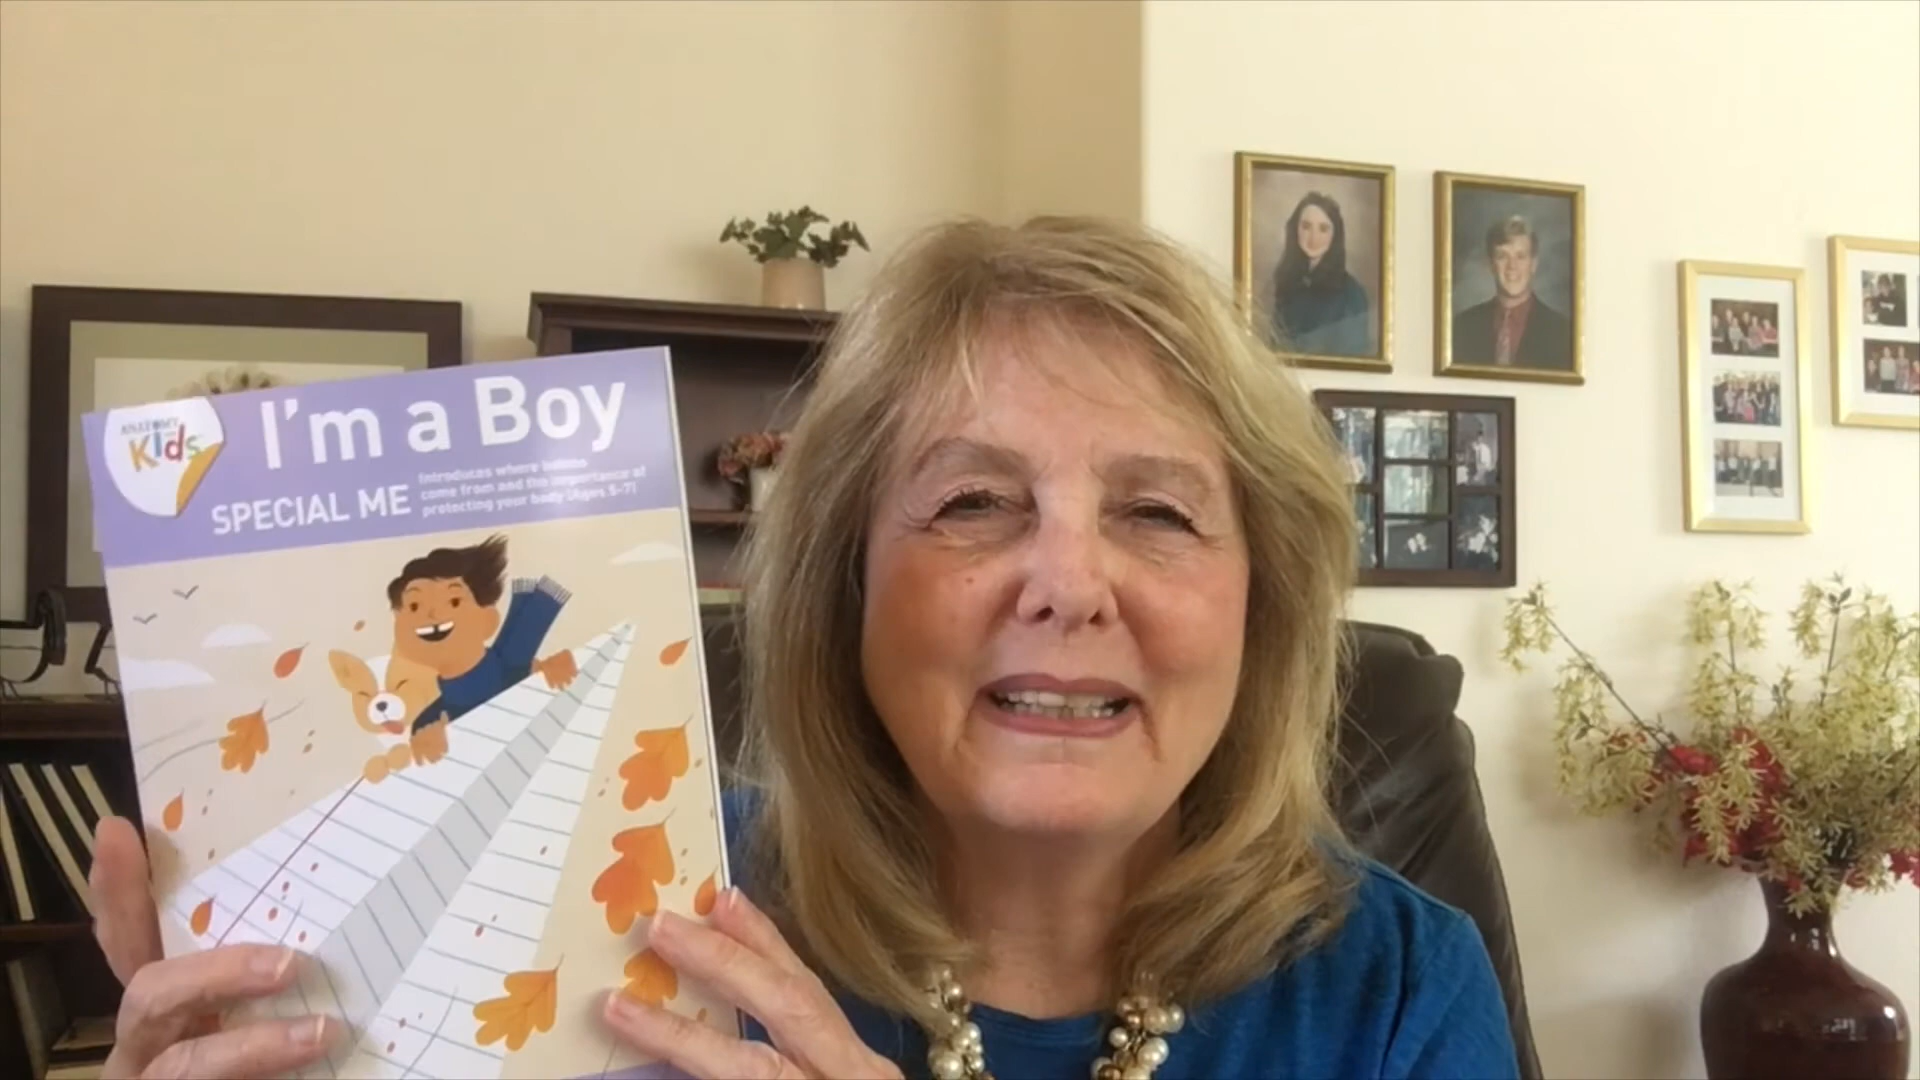 I'm a Boy
Kids
SPECIAL ME
Introduces where babies
come from and the importance of
protecting your body (Ages 5-7)